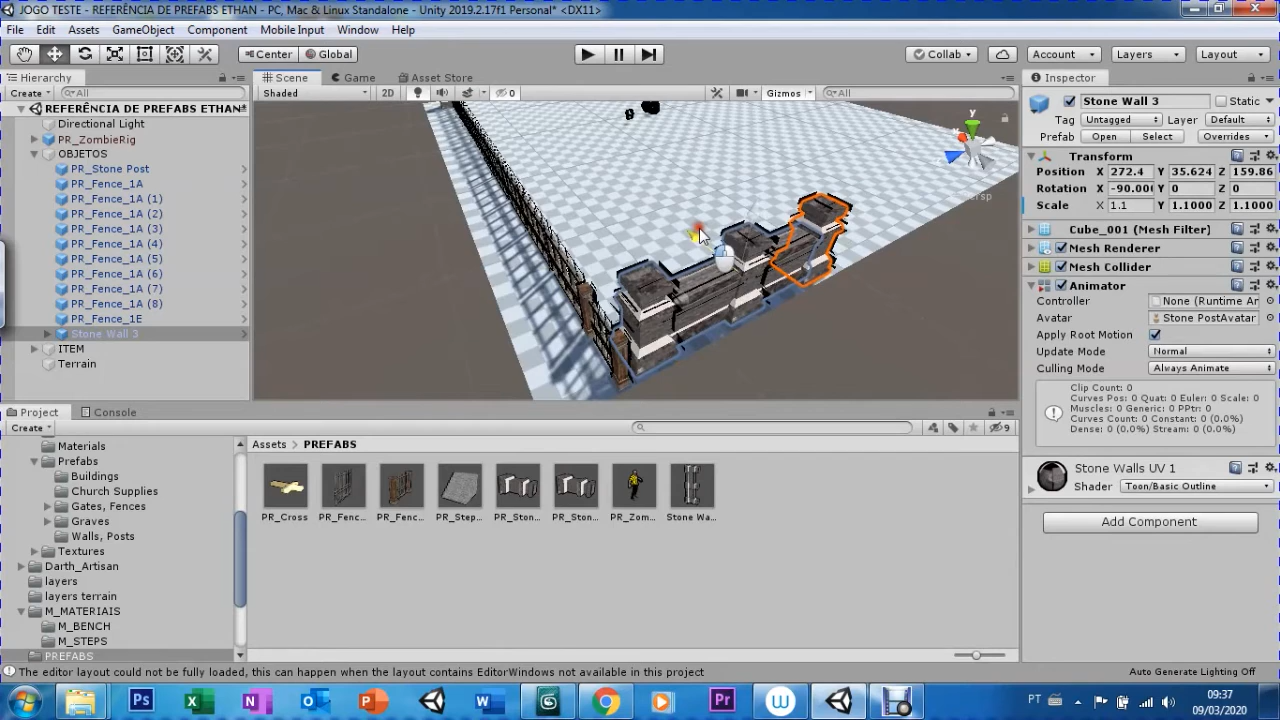 JOGO TESTE - REFERÊNCIA DE PREFABS ETHAN - PC, Mac & Linux Standalone - Unity 2019.2.17f1 Personal* <DX11>
File Edit Assets GameObject Component Mobile Input Window Help
Center Global Collab Account Layers Layout
Hierarchy
Create All
REFERÊNCIA DE PREFABS ETHAN*
Directional Light
PR_ZombieRig
OBJETOS
PR_Stone Post
PR_Fence_1A
PR_Fence_1A (1)
PR_Fence_1A (2)
PR_Fence_1A (3)
PR_Fence_1A (4)
PR_Fence_1A (5)
PR_Fence_1A (6)
PR_Fence_1A (7)
PR_Fence_1A (8)
PR_Fence_1E
Stone Wall 3
ITEM
Terrain
Scene Game Asset Store
Shaded 2D 0 Gizmos All
y
Inspector
Stone Wall 3 Static
Tag Untagged Layer Default
Prefab Open Select Overrides
Transform
Position X 272.4 Y 35.624 Z 159.86
Rotation X -90.00 Y 0 Z 0
Scale X 1.1 Y 1.1000 Z 1.1000
Cube_001 (Mesh Filter)
Mesh Renderer
Mesh Collider
Animator
Controller None (Runtime Ar
Avatar Stone PostAvatar
Apply Root Motion
Update Mode Normal
Culling Mode Always Animate
Clip Count: 0
Curves Pos: 0 Quat: 0 Euler: 0 Scale: 0
Muscles: 0 Generic: 0 PPtr: 0
Curves Count: 0 Constant: 0 (0.0%)
Dense: 0 (0.0%) Stream: 0 (0.0%)
Stone Walls UV 1
Shader Toon/Basic Outline
Add Component
Project Console
Create 9
Materials
Prefabs
Buildings
Church Supplies
Gates, Fences
Graves
Walls, Posts
Textures
Darth_Artisan
layers
layers terrain
M_MATERIAIS
M_BENCH
M_STEPS
PREFABS
Assets PREFABS
PR_Cross PR_Fenc... PR_Fenc... PR_Step... PR_Ston... PR_Ston... PR_Zom... Stone Wa...
The editor layout could not be fully loaded, this can happen when the layout contains EditorWindows not available in this project
Auto Generate Lighting Off
Ps W Pr W
PT
09:37
09/03/2020